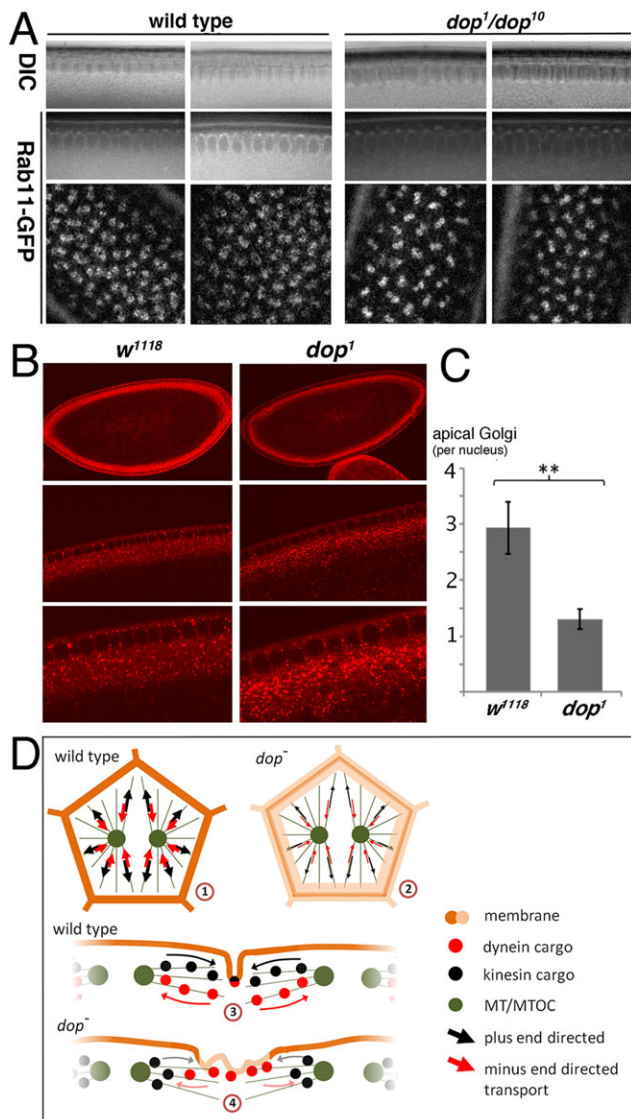 A
wild type
dop1/dop10
DIC
Rab11-GFP
B
w1118
dop1
C
apical Golgi
(per nucleus)
**
4
3
2
1
w1118
dop1
D
wild type
dop-
1
2
wild type
3
dop-
4
membrane
dynein cargo
kinesin cargo
MT/MTOC
plus end directed
minus end directed
transport